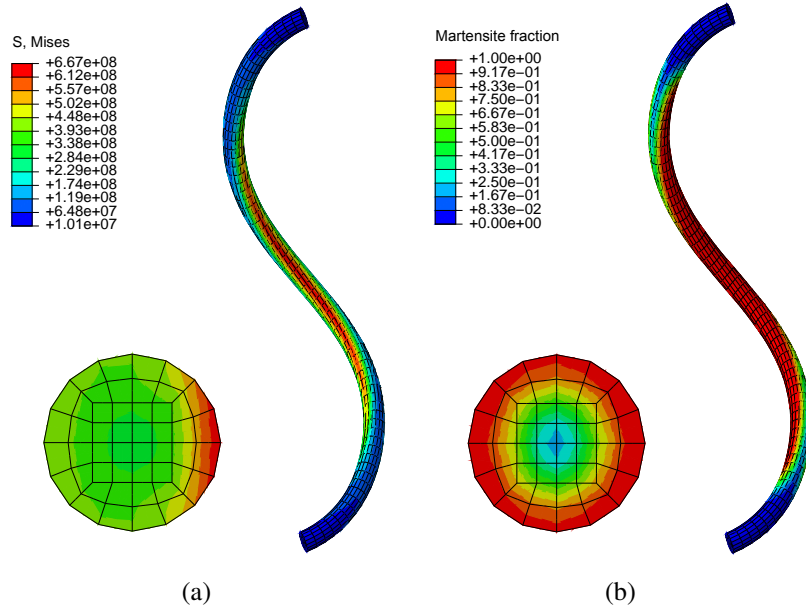 S, Mises
+6.67e+08
+6.12e+08
+5.57e+08
+5.02e+08
+4.48e+08
+3.93e+08
+3.38e+08
+2.84e+08
+2.29e+08
+1.74e+08
+1.19e+08
+6.48e+07
+1.01e+07
(a)
Martensite fraction
+1.00e+00
+9.17e-01
+8.33e-01
+7.50e-01
+6.67e-01
+5.83e-01
+5.00e-01
+4.17e-01
+3.33e-01
+2.50e-01
+1.67e-01
+8.33e-02
+0.00e+00
(b)